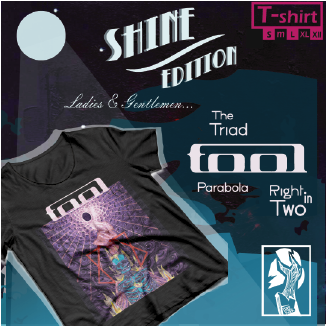 T-shirt
S M L XL XII
SHINE
EDITION
Ladies & Gentlemen...
The
Triad
tool
Parabola
Right
in
Two
tool